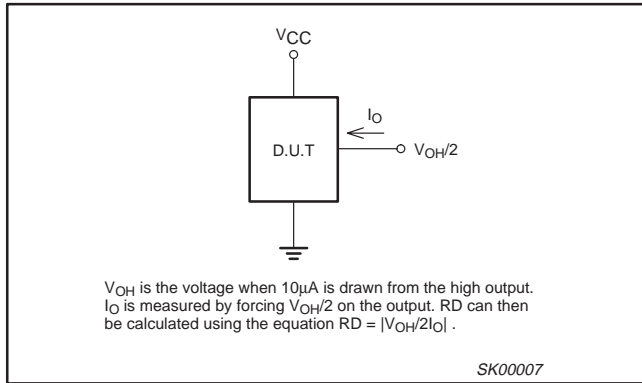 VCC
IO
D.U.T
VOH/2
VOH is the voltage when 10µA is drawn from the high output.
IO is measured by forcing VOH/2 on the output. RD can then
be calculated using the equation RD = |VOH/2IO| .
SK00007